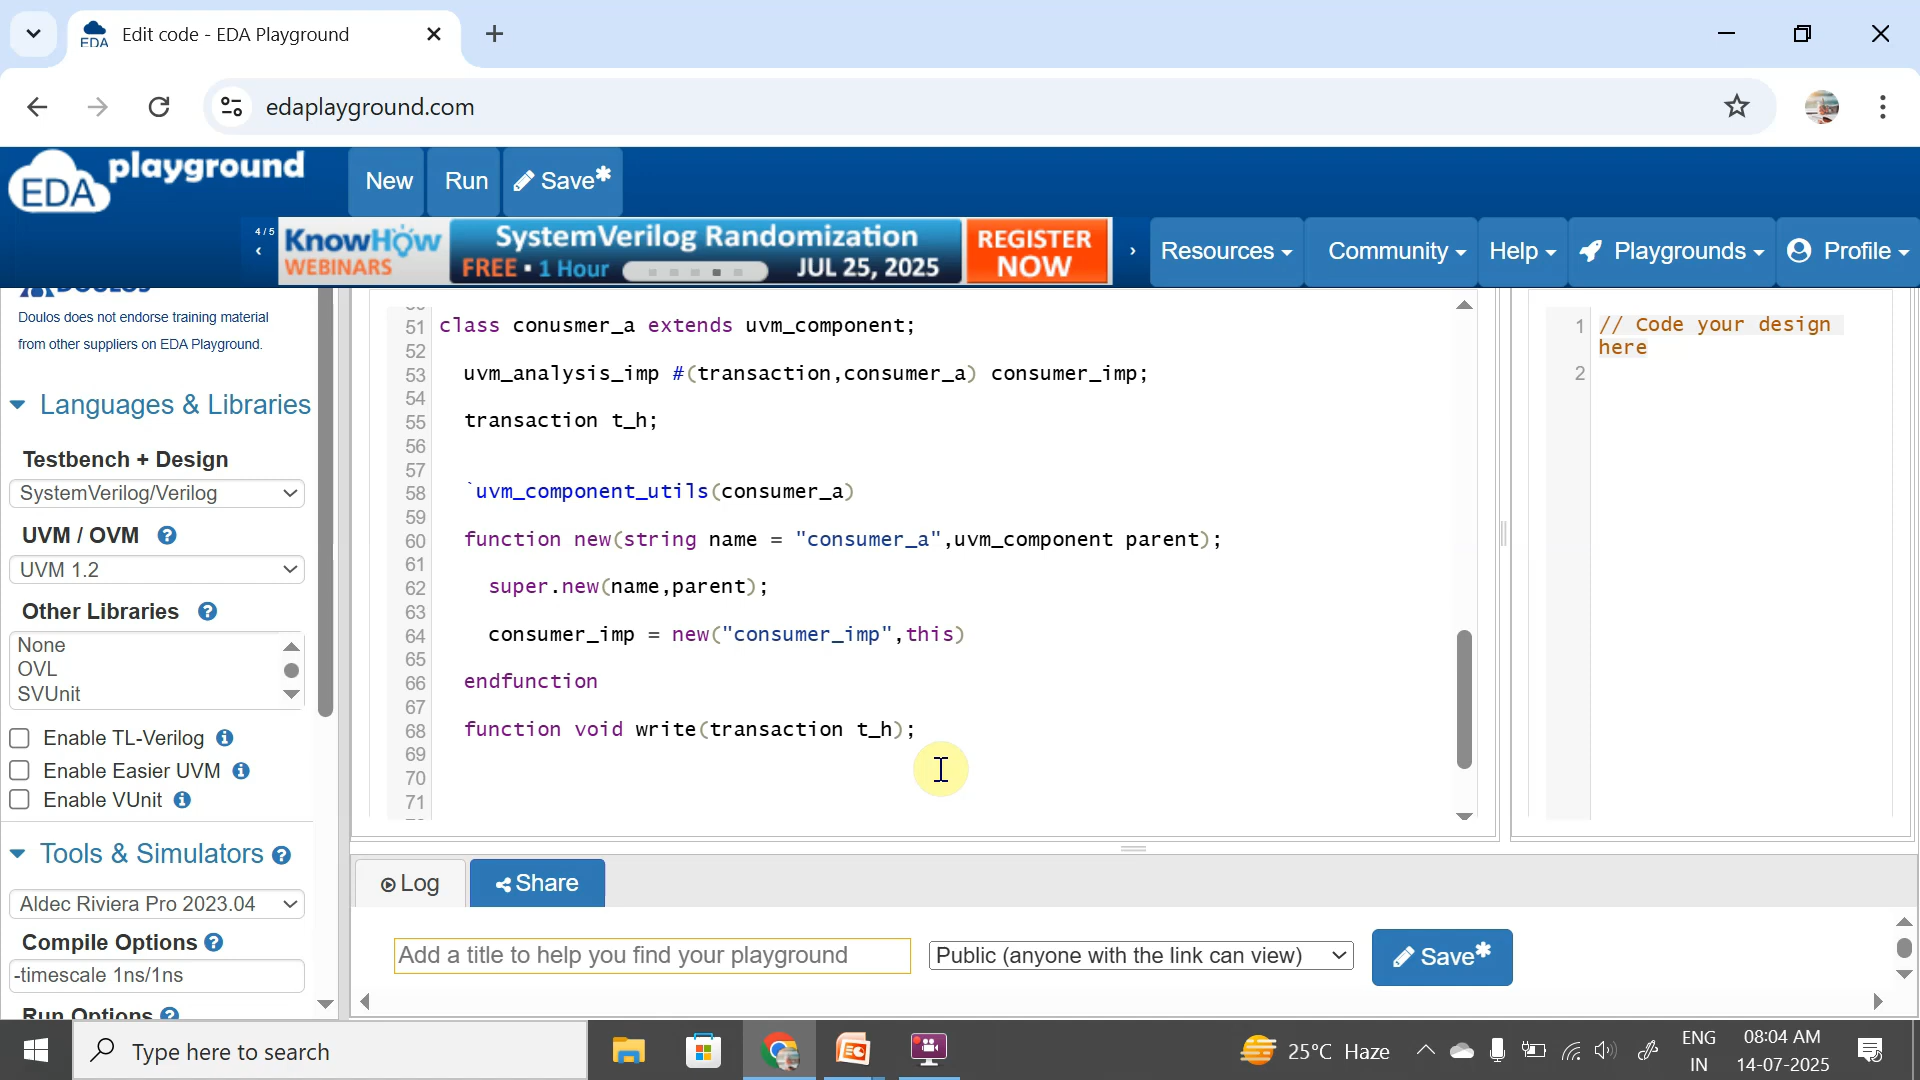 Edit code - EDA Playground
edaplayground.com
EDA playground
New
Run
Save*
4/5
KnowHow
WEBINARS
SystemVerilog Randomization
FREE • 1 Hour
JUL 25, 2025
REGISTER
NOW
Resources
Community
Help
Playgrounds
Profile
Doulos does not endorse training material
from other suppliers on EDA Playground.
Languages & Libraries
Testbench + Design
SystemVerilog/Verilog
UVM / OVM
UVM 1.2
Other Libraries
None
OVL
SVUnit
Enable TL-Verilog
Enable Easier UVM
Enable VUnit
Tools & Simulators
Aldec Riviera Pro 2023.04
Compile Options
-timescale 1ns/1ns
Run Options
51 class conusmer_a extends uvm_component;
52
53 uvm_analysis_imp #(transaction,consumer_a) consumer_imp;
54
55 transaction t_h;
56
57
58 `uvm_component_utils(consumer_a)
59
60 function new(string name = "consumer_a",uvm_component parent);
61
62 super.new(name,parent);
63
64 consumer_imp = new("consumer_imp",this)
65
66 endfunction
67
68 function void write(transaction t_h);
69
70
71
1 // Code your design
here
2
Log
Share
Add a title to help you find your playground
Public (anyone with the link can view)
Save*
Type here to search
25°C Haze
ENG
IN
08:04 AM
14-07-2025